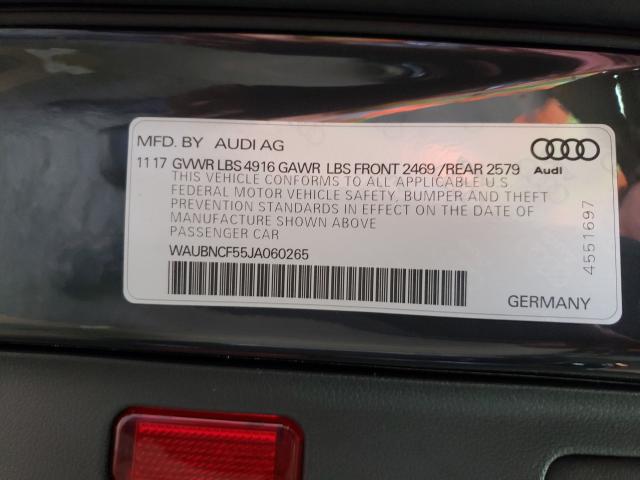 MFD. BY AUDI AG
11 17 GVWR LBS 4916 GAWR LBS FRONT 2469 /REAR 2579
THIS VEHICLE CONFORMS TO ALL APPLICABLE U S
FEDERAL MOTOR VEHICLE SAFETY, BUMPER AND THEFT
PREVENTION STANDARDS IN EFFECT ON THE DATE OF
MANUFACTURE SHOWN ABOVE
PASSENGER CAR
WAUBNCF55JA060265
Audi
4551697
GERMANY